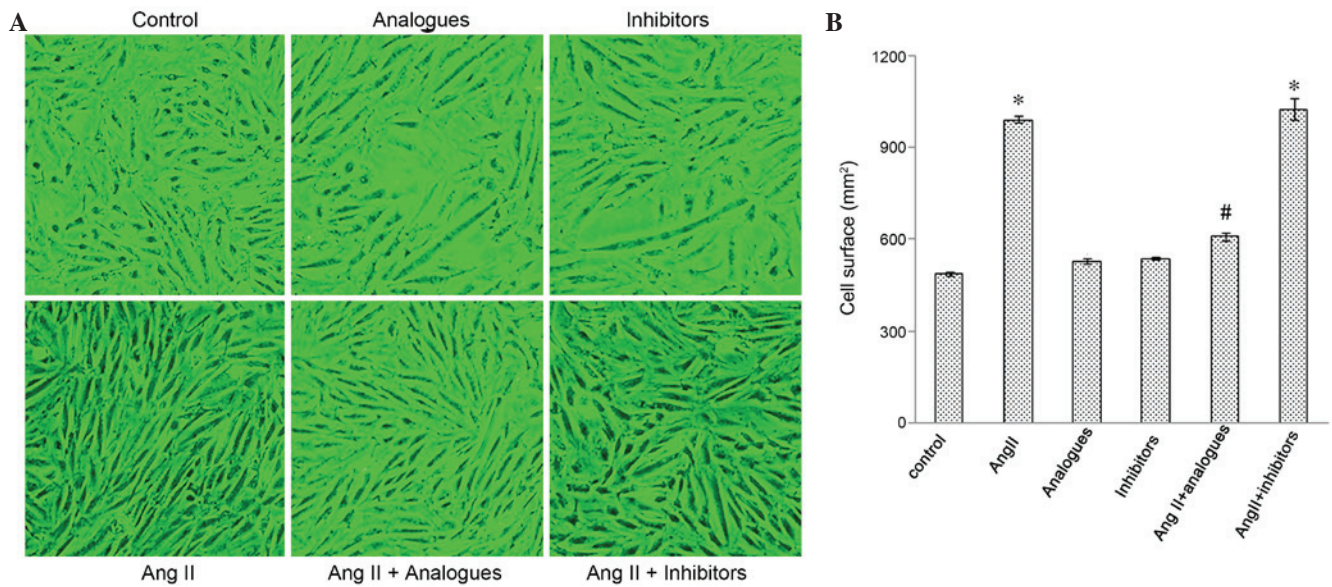 A
Control
Analogues
Inhibitors
Ang II
Ang II + Analogues
Ang II + Inhibitors
B
Cell surface (mm²)
1200
900
600
300
0
*
#
*
control
AngII
Analogues
Inhibitors
Ang II+analogues
AngII+inhibitors